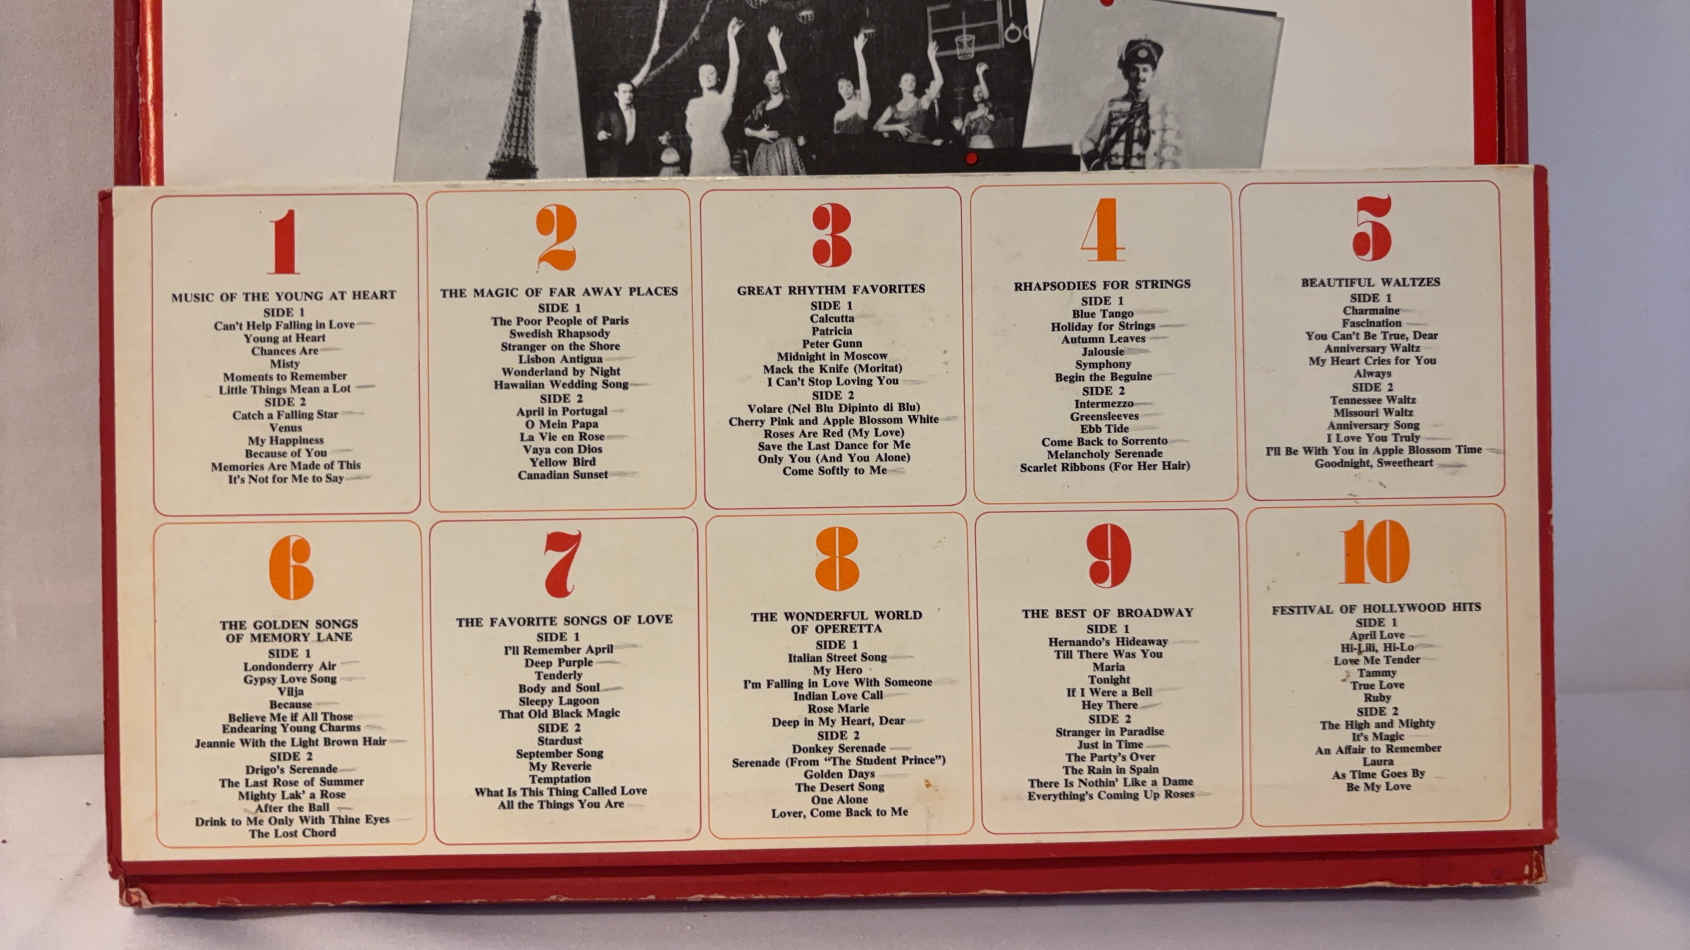 1
MUSIC OF THE YOUNG AT HEART
SIDE 1
Can't Help Falling in Love
Young at Heart
Chances Are
Misty
Moments to Remember
Little Things Mean a Lot
SIDE 2
Catch a Falling Star
Venus
My Happiness
Because of You
Memories Are Made of This
It's Not for Me to Say
2
THE MAGIC OF FAR AWAY PLACES
SIDE 1
The Poor People of Paris
Swedish Rhapsody
Stranger on the Shore
Lisbon Antigua
Wonderland by Night
Hawaiian Wedding Song
SIDE 2
April in Portugal
O Mein Papa
La Vie en Rose
Vaya con Dios
Yellow Bird
Canadian Sunset
3
GREAT RHYTHM FAVORITES
SIDE 1
Calcutta
Patricia
Peter Gunn
Midnight in Moscow
Mack the Knife (Moritat)
I Can't Stop Loving You
SIDE 2
Volare (Nel Blu Dipinto di Blu)
Cherry Pink and Apple Blossom White
Roses Are Red (My Love)
Save the Last Dance for Me
Only You (And You Alone)
Come Softly to Me
4
RHAPSODIES FOR STRINGS
SIDE 1
Blue Tango
Holiday for Strings
Autumn Leaves
Jalousie
Symphony
Begin the Beguine
SIDE 2
Intermezzo
Greensleeves
Ebb Tide
Come Back to Sorrento
Melancholy Serenade
Scarlet Ribbons (For Her Hair)
5
BEAUTIFUL WALTZES
SIDE 1
Charmaine
Fascination
You Can't Be True, Dear
Anniversary Waltz
My Heart Cries for You
Always
SIDE 2
Tennessee Waltz
Missouri Waltz
Anniversary Song
I Love You Truly
I'll Be With You in Apple Blossom Time
Goodnight, Sweetheart
6
THE GOLDEN SONGS
OF MEMORY LANE
SIDE 1
Londonderry Air
Gypsy Love Song
Vilja
Because
Believe Me if All Those
Endearing Young Charms
Jeannie With the Light Brown Hair
SIDE 2
Drigo's Serenade
The Last Rose of Summer
Mighty Lak' a Rose
After the Ball
Drink to Me Only With Thine Eyes
The Lost Chord
7
THE FAVORITE SONGS OF LOVE
SIDE 1
I'll Remember April
Deep Purple
Tenderly
Body and Soul
Sleepy Lagoon
That Old Black Magic
SIDE 2
Stardust
September Song
My Reverie
Temptation
What Is This Thing Called Love
All the Things You Are
8
THE WONDERFUL WORLD
OF OPERETTA
SIDE 1
Italian Street Song
My Hero
I'm Falling in Love With Someone
Indian Love Call
Rose Marie
Deep in My Heart, Dear
SIDE 2
Donkey Serenade
Serenade (From "The Student Prince")
Golden Days
The Desert Song
One Alone
Lover, Come Back to Me
9
THE BEST OF BROADWAY
SIDE 1
Hernando's Hideaway
Till There Was You
Maria
Tonight
If I Were a Bell
Hey There
SIDE 2
Stranger in Paradise
Just in Time
The Party's Over
The Rain in Spain
There Is Nothin' Like a Dame
Everything's Coming Up Roses
10
FESTIVAL OF HOLLYWOOD HITS
SIDE 1
April Love
Hi-Lili, Hi-Lo
Love Me Tender
Tammy
True Love
Ruby
SIDE 2
The High and Mighty
It's Magic
An Affair to Remember
Laura
As Time Goes By
Be My Love